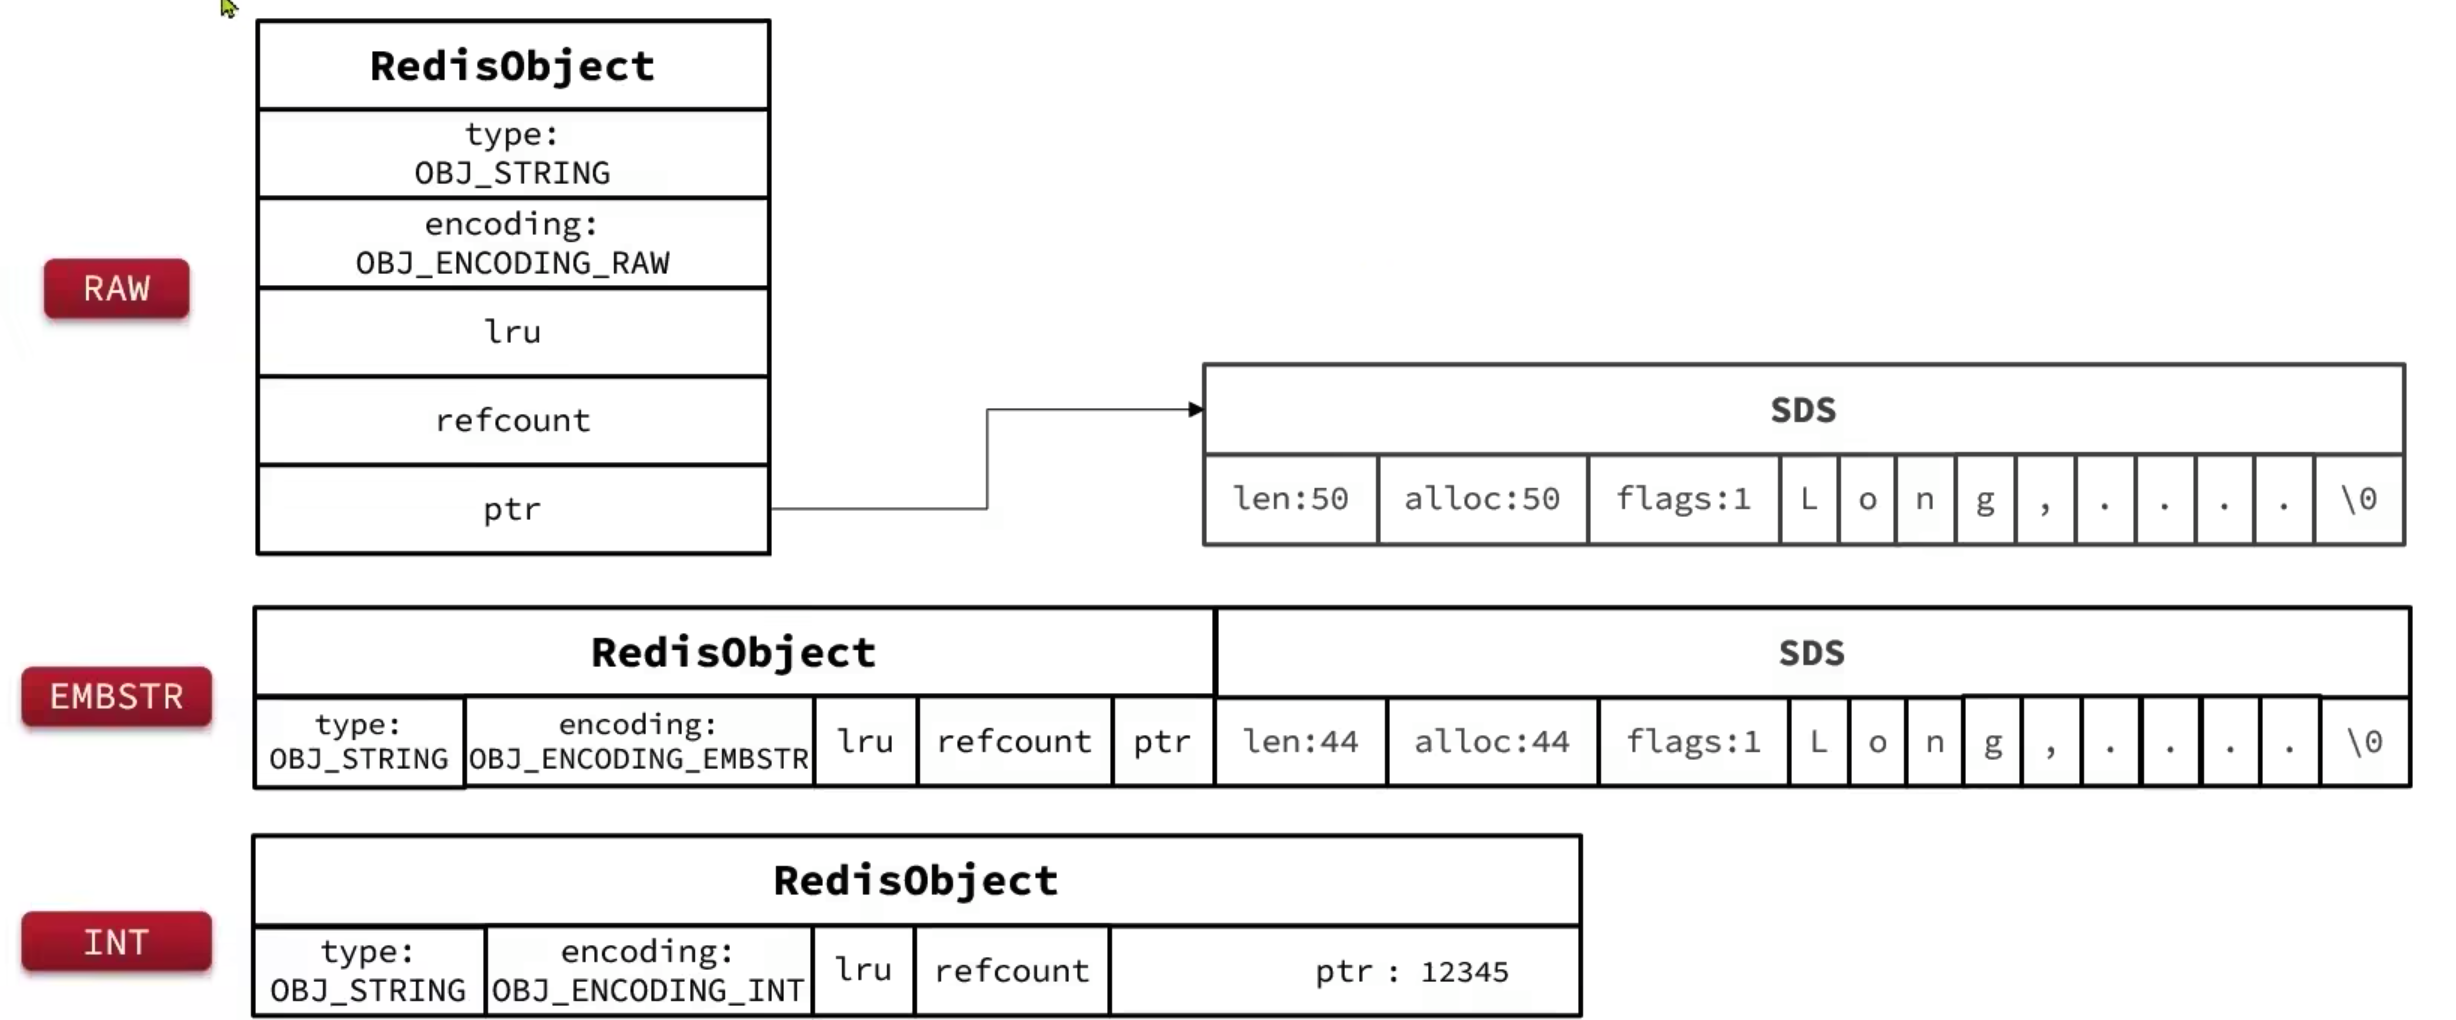 RedisObject
type:
OBJ_STRING
encoding:
OBJ_ENCODING_RAW
RAW
lru
refcount
ptr
SDS
len:50 alloc:50 flags:1 L o n g , . . . . \0
RedisObject SDS
EMBSTR
type:
OBJ_STRING
encoding:
OBJ_ENCODING_EMBSTR
lru refcount ptr len:44 alloc:44 flags:1 L o n g , . . . . \0
RedisObject
INT
type:
OBJ_STRING
encoding:
OBJ_ENCODING_INT
lru refcount ptr : 12345